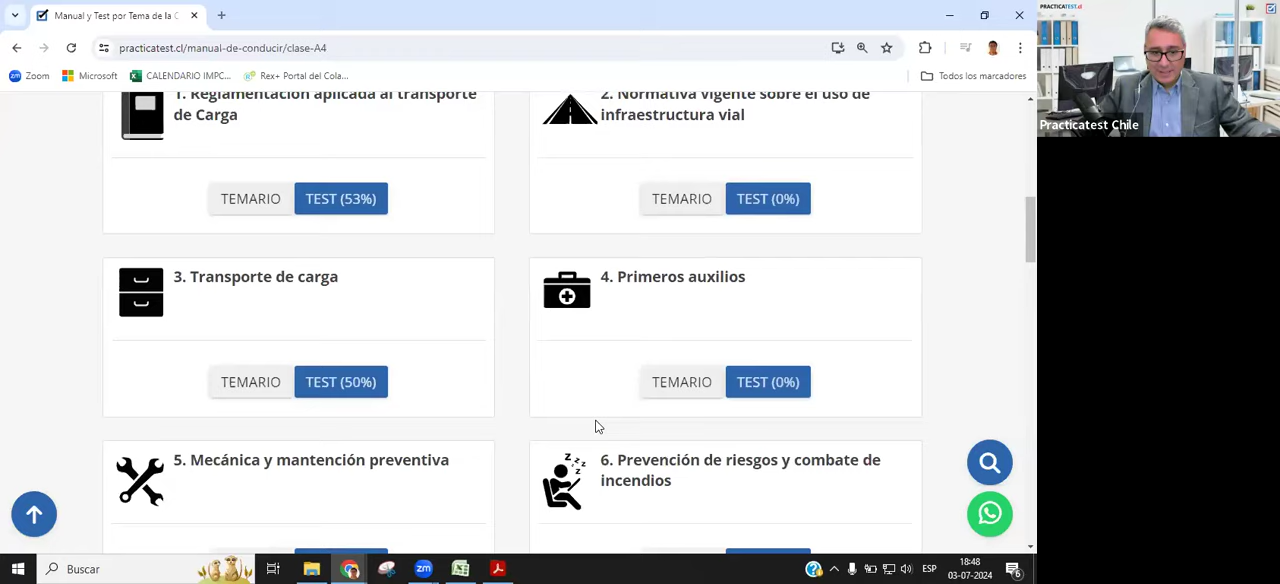 Manual y Test por Tema de la C
practicatest.cl/manual-de-conducir/clase-A4
Zoom
Microsoft
CALENDARIO IMPC...
Rex+ Portal del Cola...
Todos los marcadores
PRACTICATEST.cl
Practicatest Chile
1. Reglamentación aplicada al transporte
de Carga
TEMARIO
TEST (53%)
2. Normativa vigente sobre el uso de
infraestructura vial
TEMARIO
TEST (0%)
3. Transporte de carga
TEMARIO
TEST (50%)
4. Primeros auxilios
TEMARIO
TEST (0%)
5. Mecánica y mantención preventiva
6. Prevención de riesgos y combate de
incendios
Buscar
zm
ESP
18:48
03-07-2024
6